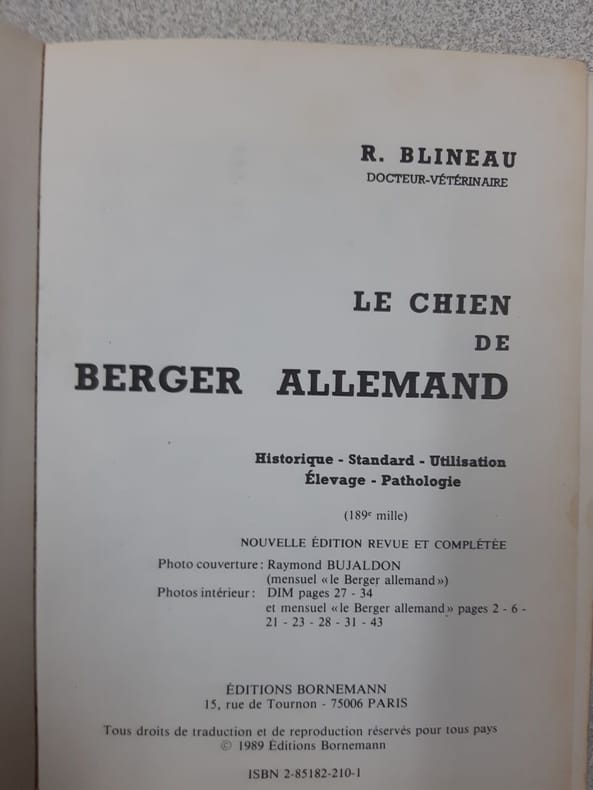 R. BLINEAU
DOCTEUR-VÉTÉRINAIRE
LE CHIEN
DE
BERGER ALLEMAND
Historique - Standard - Utilisation
Élevage - Pathologie
(189e mille)
NOUVELLE ÉDITION REVUE ET COMPLÉTÉE
Photo couverture : Raymond BUJALDON
(mensuel «le Berger allemand»)
Photos intérieur : DIM pages 27 - 34
et mensuel «le Berger allemand» pages 2 - 6 -
21 - 23 - 28 - 31 - 43
ÉDITIONS BORNEMANN
15, rue de Tournon - 75006 PARIS
Tous droits de traduction et de reproduction réservés pour tous pays
© 1989 Éditions Bornemann
ISBN 2-85182-210-1